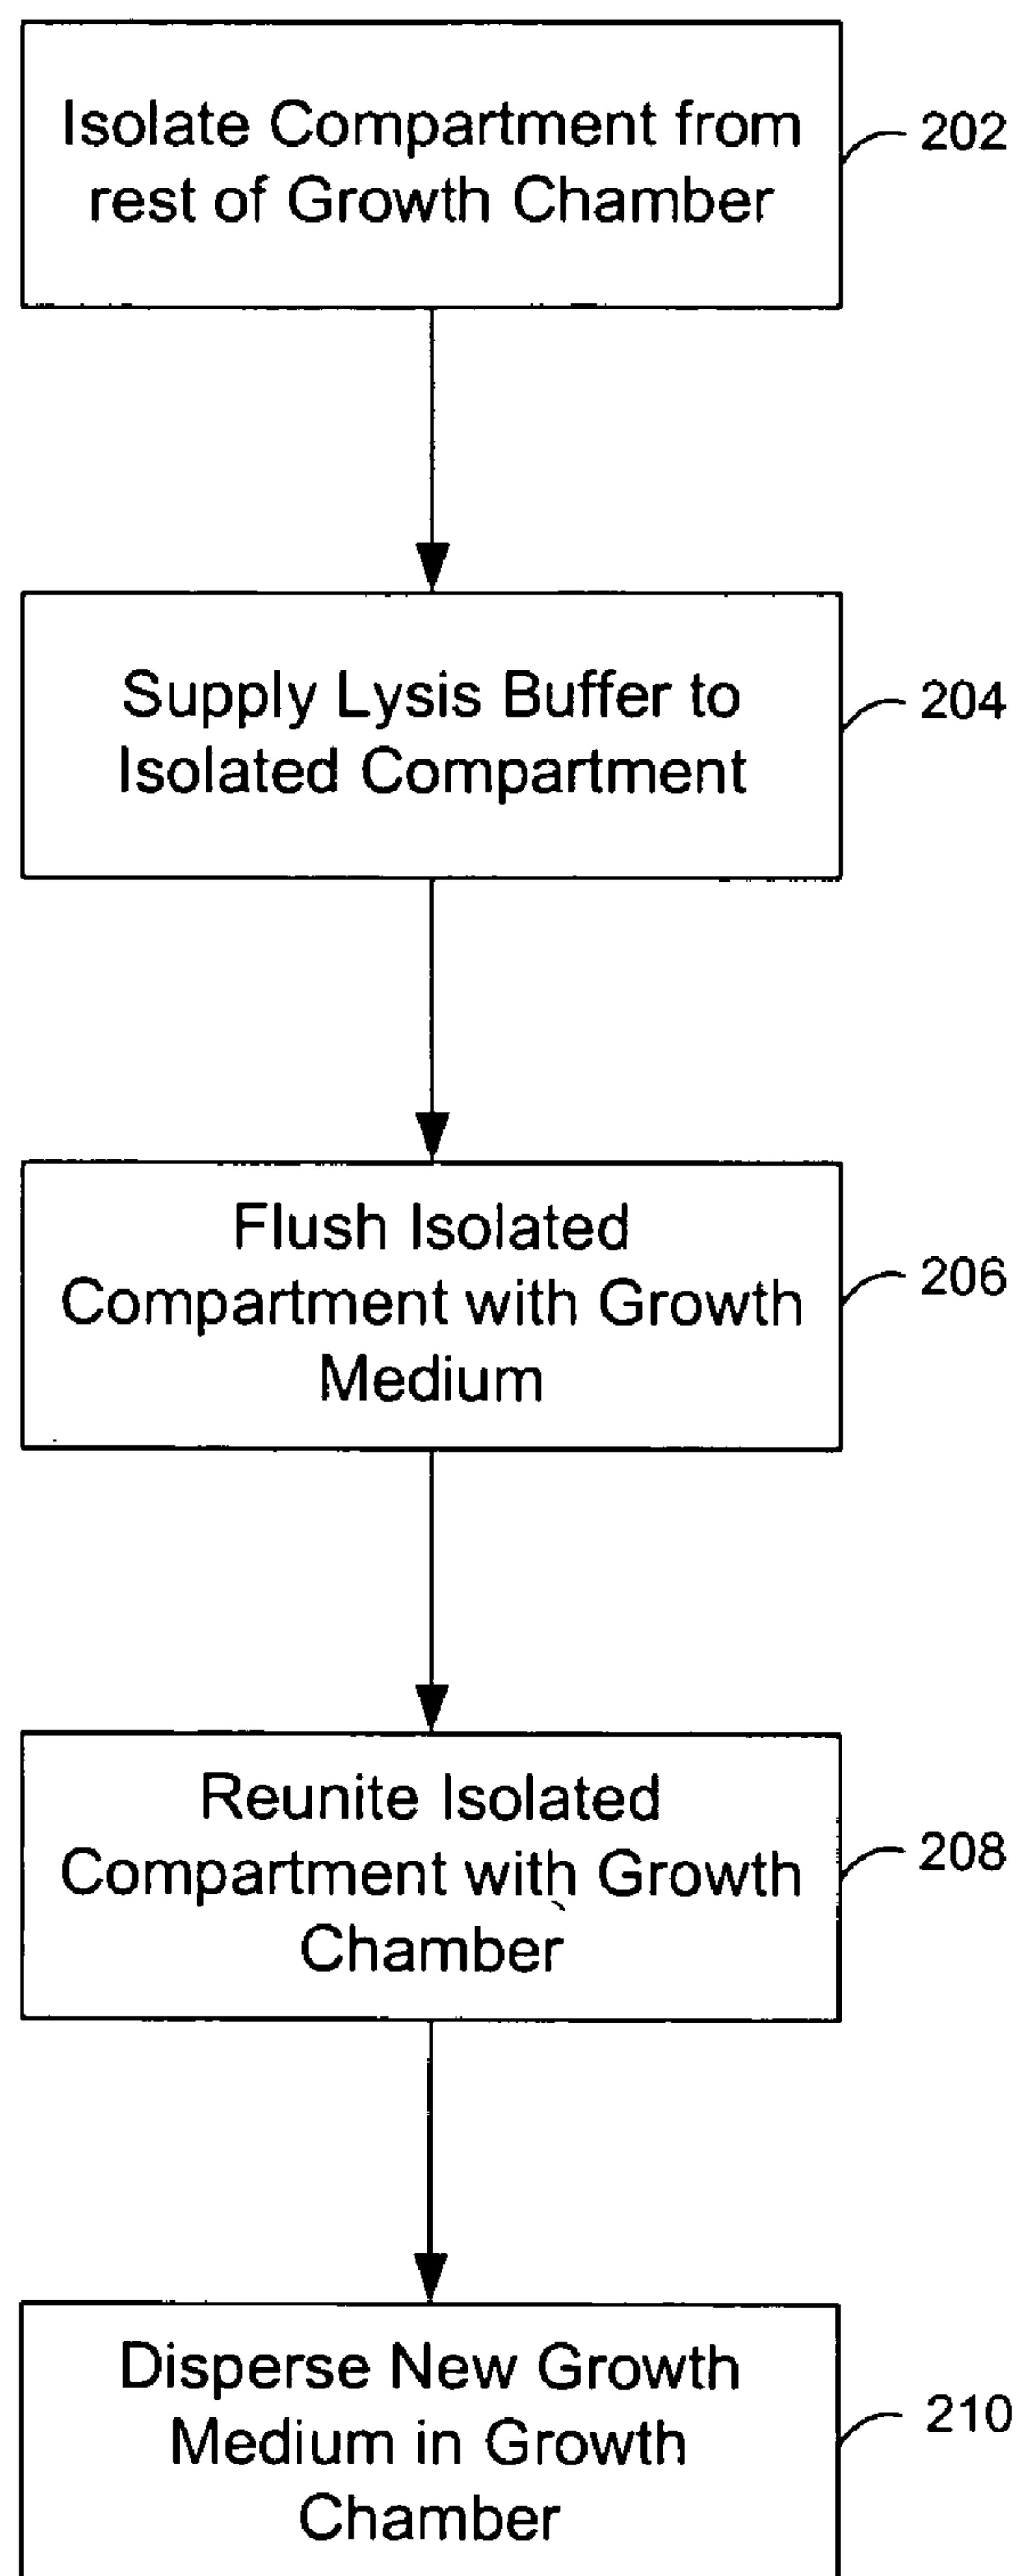 Isolate Compartment from
rest of Growth Chamber
202
Supply Lysis Buffer to
Isolated Compartment
204
Flush Isolated
Compartment with Growth
Medium
206
Reunite Isolated
Compartment with Growth
Chamber
208
Disperse New Growth
Medium in Growth
Chamber
210